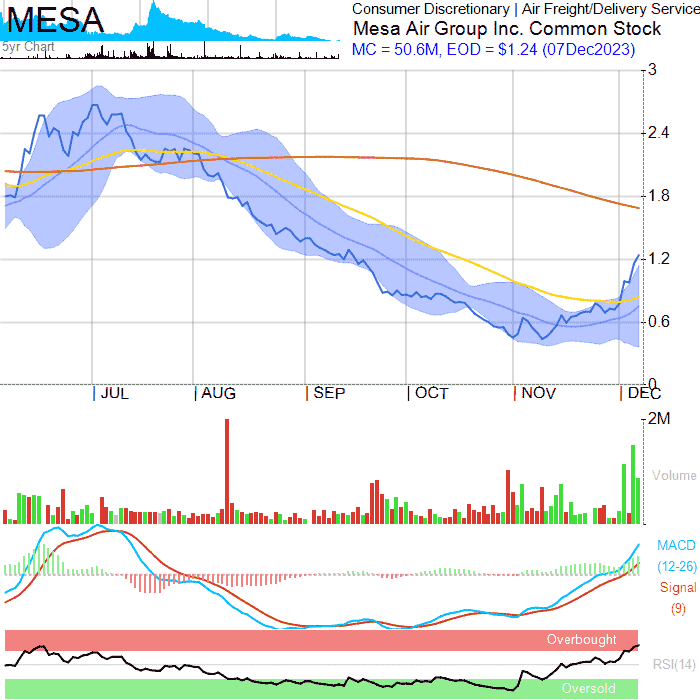 MESA
5yr Chart
Consumer Discretionary | Air Freight/Delivery Service
Mesa Air Group Inc. Common Stock
MC = 50.6M, EOD = $1.24 (07Dec2023)
3
2.4
1.8
1.2
0.6
0
JUL AUG SEP OCT NOV DEC
2M
Volume
MACD
(12-26)
Signal
(9)
Overbought
RSI(14)
Oversold